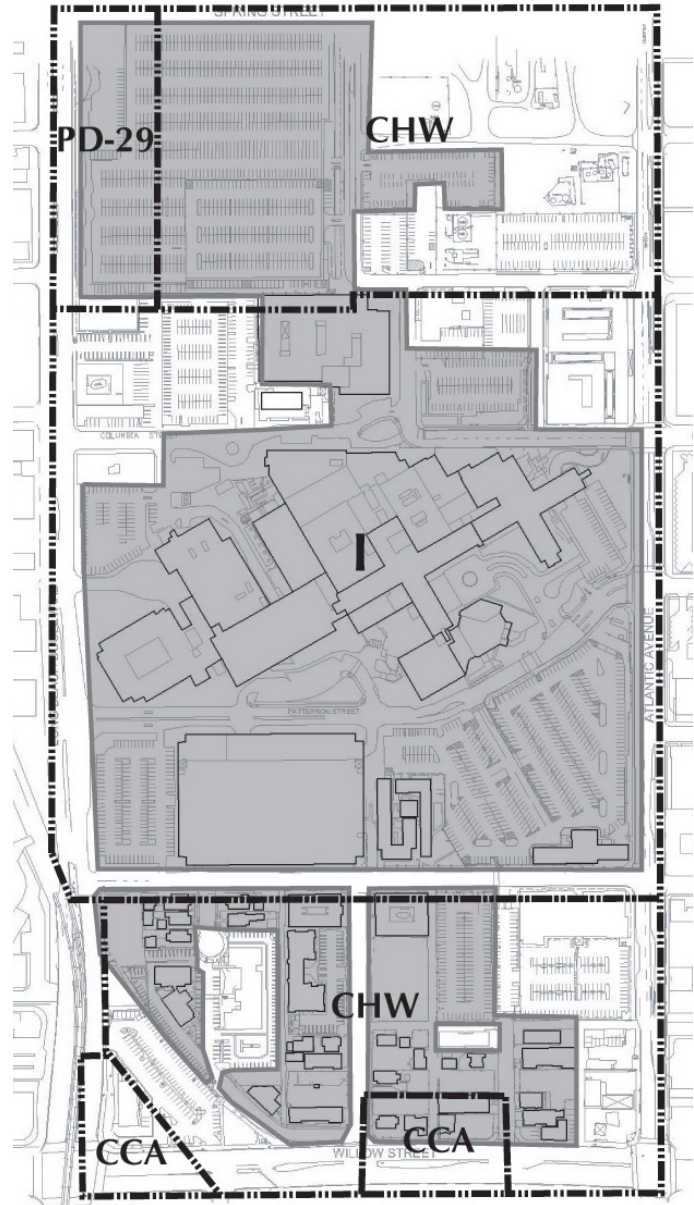 SPRING STREET
PD-29
CHW
COLUMBIA STREET
I
ATLANTIC AVENUE
PATTERSON STREET
CHW
CCA
CCA
WILLOW STREET